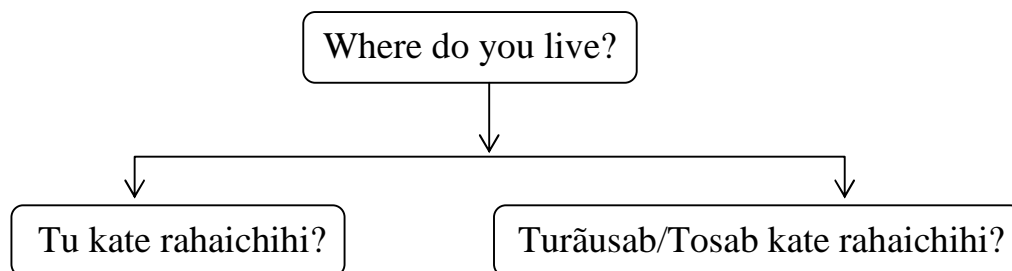 Where do you live?
Tu kate rahaichihi?
Turãusab/Tosab kate rahaichihi?